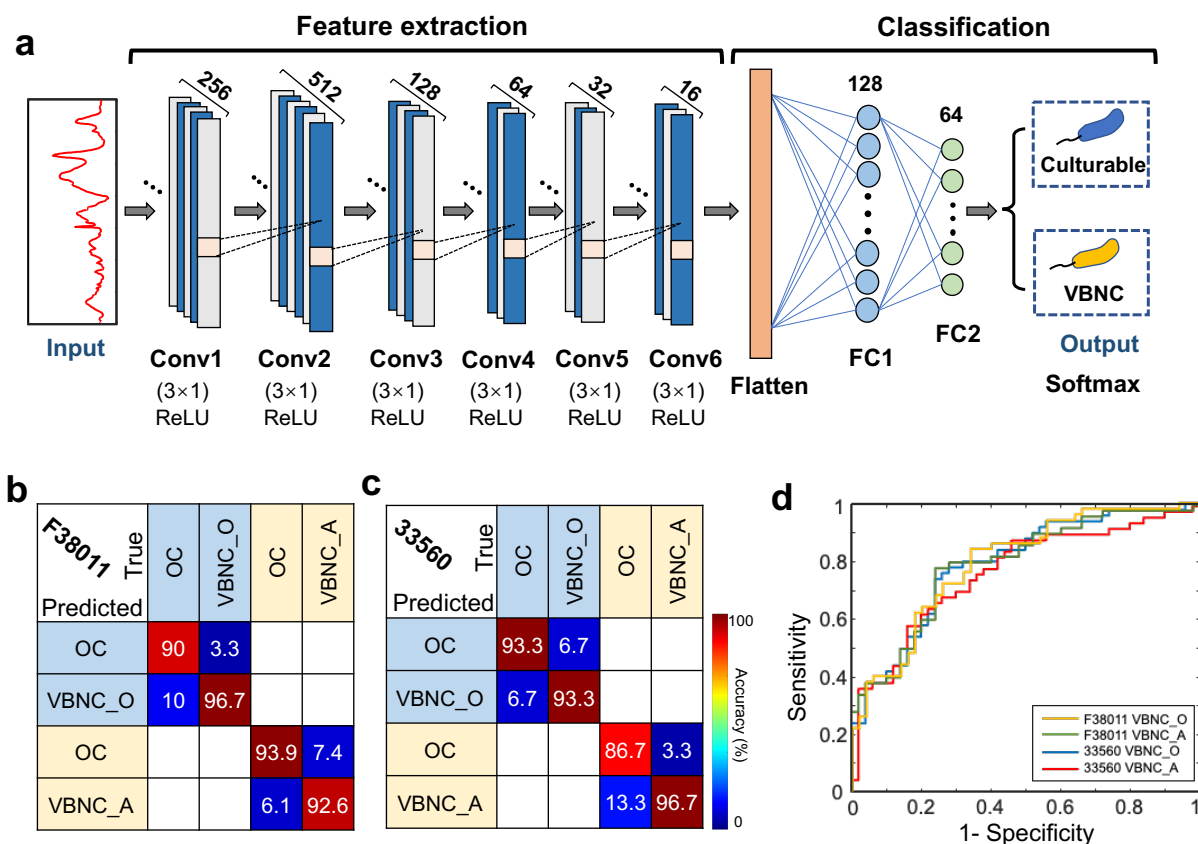 a
Feature extraction
Classification
256
512
128
64
32
16
128
64
Culturable
VBNC
Input
Conv1
(3×1)
ReLU
Conv2
(3×1)
ReLU
Conv3
(3×1)
ReLU
Conv4
(3×1)
ReLU
Conv5
(3×1)
ReLU
Conv6
(3×1)
ReLU
Flatten
FC1
FC2
Output
Softmax
b
F38011
True
Predicted
OC VBNC_O OC VBNC_A
OC 90 3.3
VBNC_O 10 96.7
OC 93.9 7.4
VBNC_A 6.1 92.6
c
33560
True
Predicted
OC VBNC_O OC VBNC_A
OC 93.3 6.7
VBNC_O 6.7 93.3
OC 86.7 3.3
VBNC_A 13.3 96.7
100
Accuracy (%)
0
d
Sensitivity
1
0.8
0.6
0.4
0.2
0
0 0.2 0.4 0.6 0.8 1
1- Specificity
F38011 VBNC_O
F38011 VBNC_A
33560 VBNC_O
33560 VBNC_A